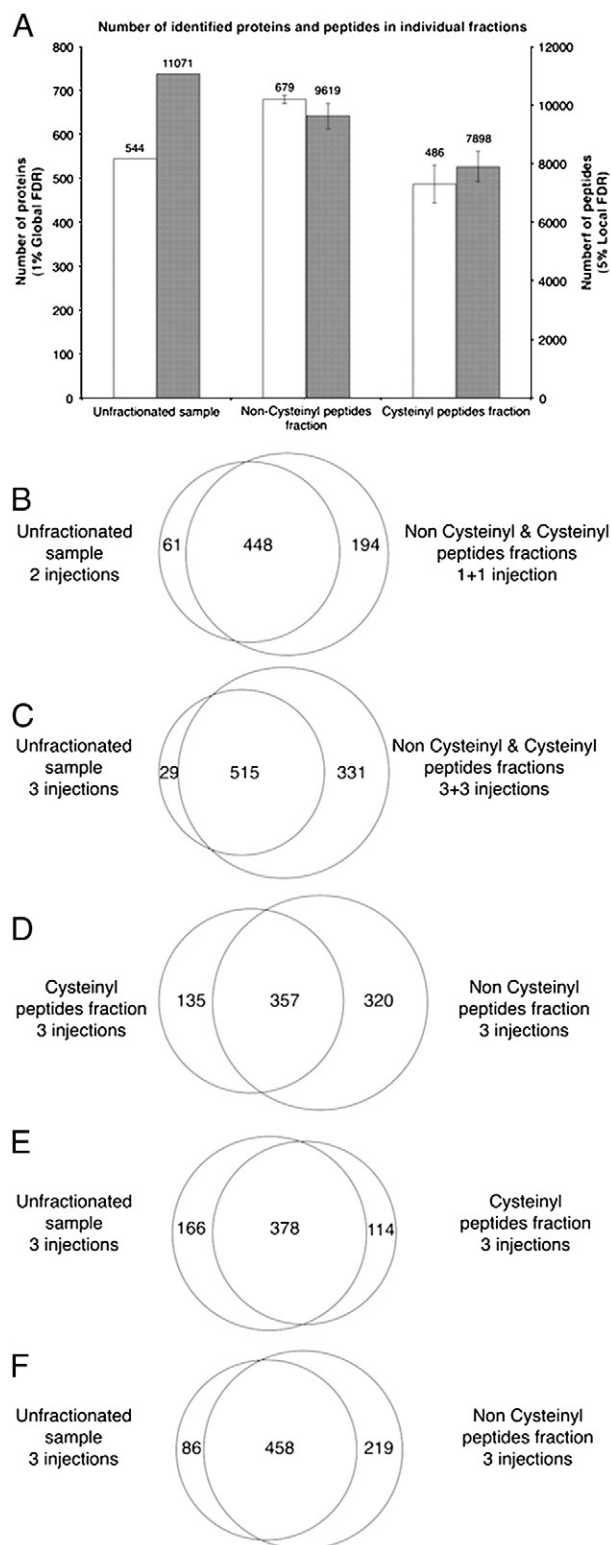 A
Number of identified proteins and peptides in individual fractions
Number of proteins
(1% Global FDR)
800
700
600
500
400
300
200
100
0
544
11071
679
9619
486
7898
12000
10000
8000
6000
4000
2000
0
Numberf of peptides
(5% Local FDR)
Unfractionated sample
Non-Cysteinyl peptides
fraction
Cysteinyl peptides fraction
B
Unfractionated
sample
2 injections
61
448
194
Non Cysteinyl & Cysteinyl
peptides fractions
1+1 injection
C
Unfractionated
sample
3 injections
29
515
331
Non Cysteinyl & Cysteinyl
peptides fractions
3+3 injections
D
Cysteinyl
peptides fraction
3 injections
135
357
320
Non Cysteinyl
peptides fraction
3 injections
E
Unfractionated
sample
3 injections
166
378
114
Cysteinyl
peptides fraction
3 injections
F
Unfractionated
sample
3 injections
86
458
219
Non Cysteinyl
peptides fraction
3 injections